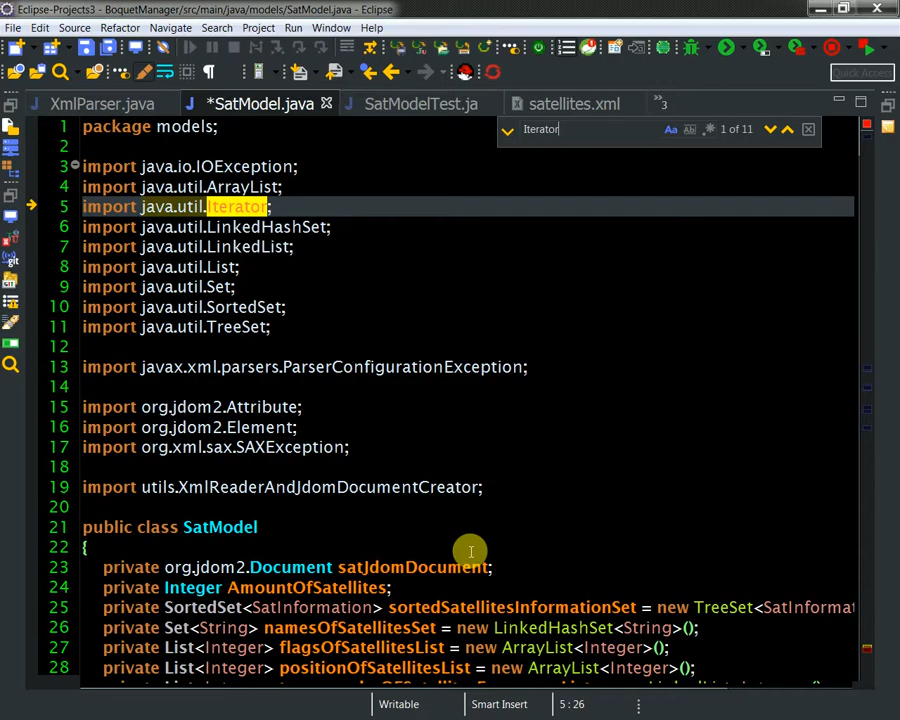 Eclipse-Projects3 - BoquetManager/src/main/java/models/SatModel.java - Eclipse
File Edit Source Refactor Navigate Search Project Run Window Help
Quick Access
XmlParser.java *SatModel.java SatModelTest.ja satellites.xml »3
Iterator Aa Ab 1 of 11
1 package models;
2
3 import java.io.IOException;
4 import java.util.ArrayList;
5 import java.util.Iterator;
6 import java.util.LinkedHashSet;
7 import java.util.LinkedList;
8 import java.util.List;
9 import java.util.Set;
10 import java.util.SortedSet;
11 import java.util.TreeSet;
12
13 import javax.xml.parsers.ParserConfigurationException;
14
15 import org.jdom2.Attribute;
16 import org.jdom2.Element;
17 import org.xml.sax.SAXException;
18
19 import utils.XmlReaderAndJdomDocumentCreator;
20
21 public class SatModel
22 {
23 private org.jdom2.Document satJdomDocument;
24 private Integer AmountOfSatellites;
25 private SortedSet<SatInformation> sortedSatellitesInformationSet = new TreeSet<SatInformat
26 private Set<String> namesOfSatellitesSet = new LinkedHashSet<String>();
27 private List<Integer> flagsOfSatellitesList = new ArrayList<Integer>();
28 private List<Integer> positionOfSatellitesList = new ArrayList<Integer>();
Writable Smart Insert 5 : 26